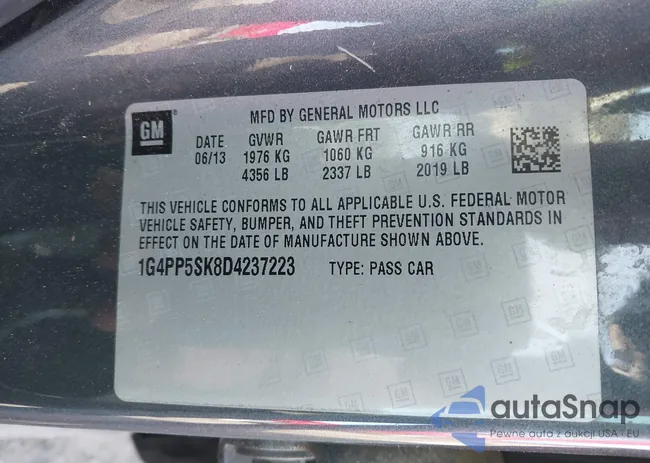 MFD BY GENERAL MOTORS LLC
GM
DATE GVWR GAWR FRT GAWR RR
06/13 1976 KG 1060 KG 916 KG
4356 LB 2337 LB 2019 LB
THIS VEHICLE CONFORMS TO ALL APPLICABLE U.S. FEDERAL MOTOR
VEHICLE SAFETY, BUMPER, AND THEFT PREVENTION STANDARDS IN
EFFECT ON THE DATE OF MANUFACTURE SHOWN ABOVE.
1G4PP5SK8D4237223 TYPE: PASS CAR
autaSnap
Pewne auta z aukcji USA i EU